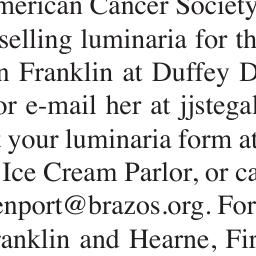 merican Cancer Society
selling luminaria for th
n Franklin at Duffey D
or e-mail her at jjstegal
your luminaria form at
Ice Cream Parlor, or ca
enport@brazos.org. For
ranklin and Hearne, Fir